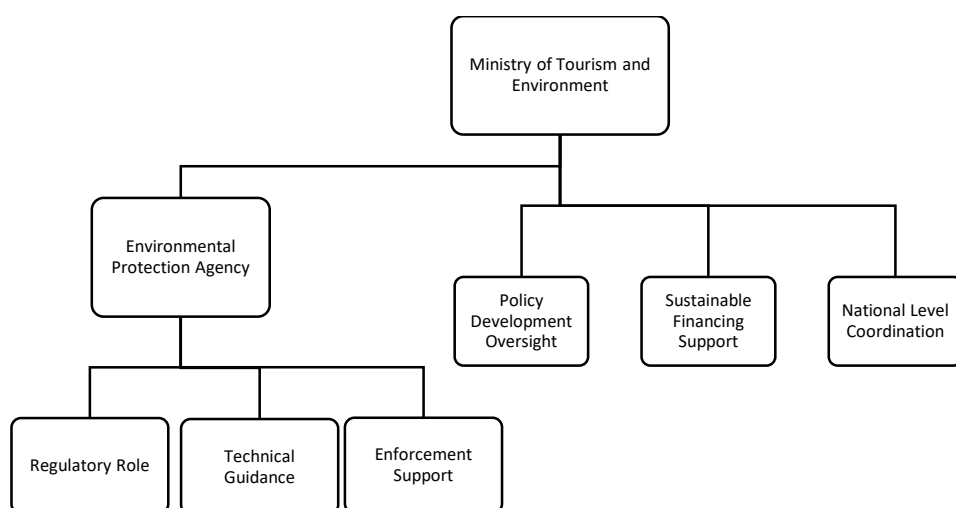 Ministry of Tourism and
Environment
Environmental
Protection Agency
Policy
Development
Oversight
Sustainable
Financing
Support
National Level
Coordination
Regulatory Role
Technical
Guidance
Enforcement
Support